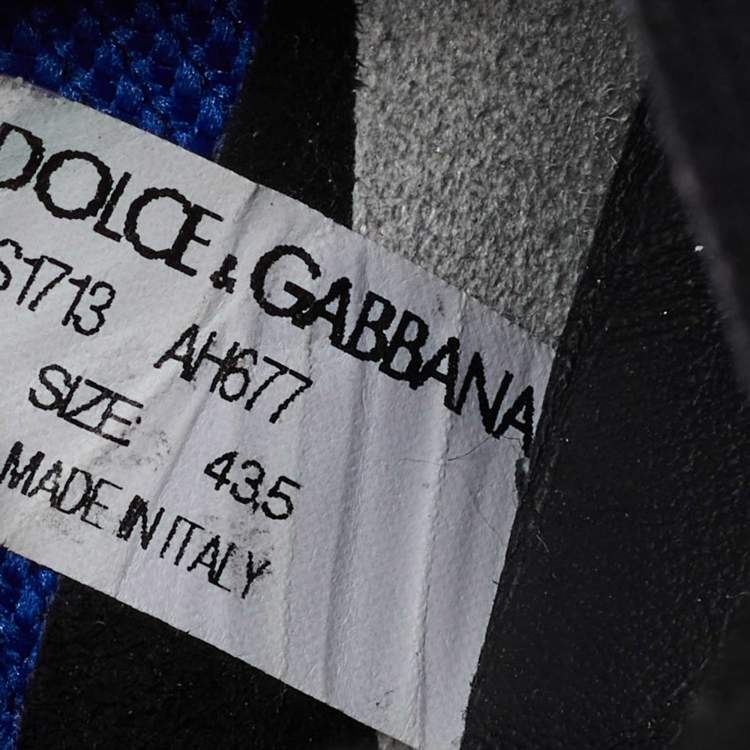 DOLCE & GABBANA
S1713 AH677
SIZE: 43,5
MADE IN ITALY